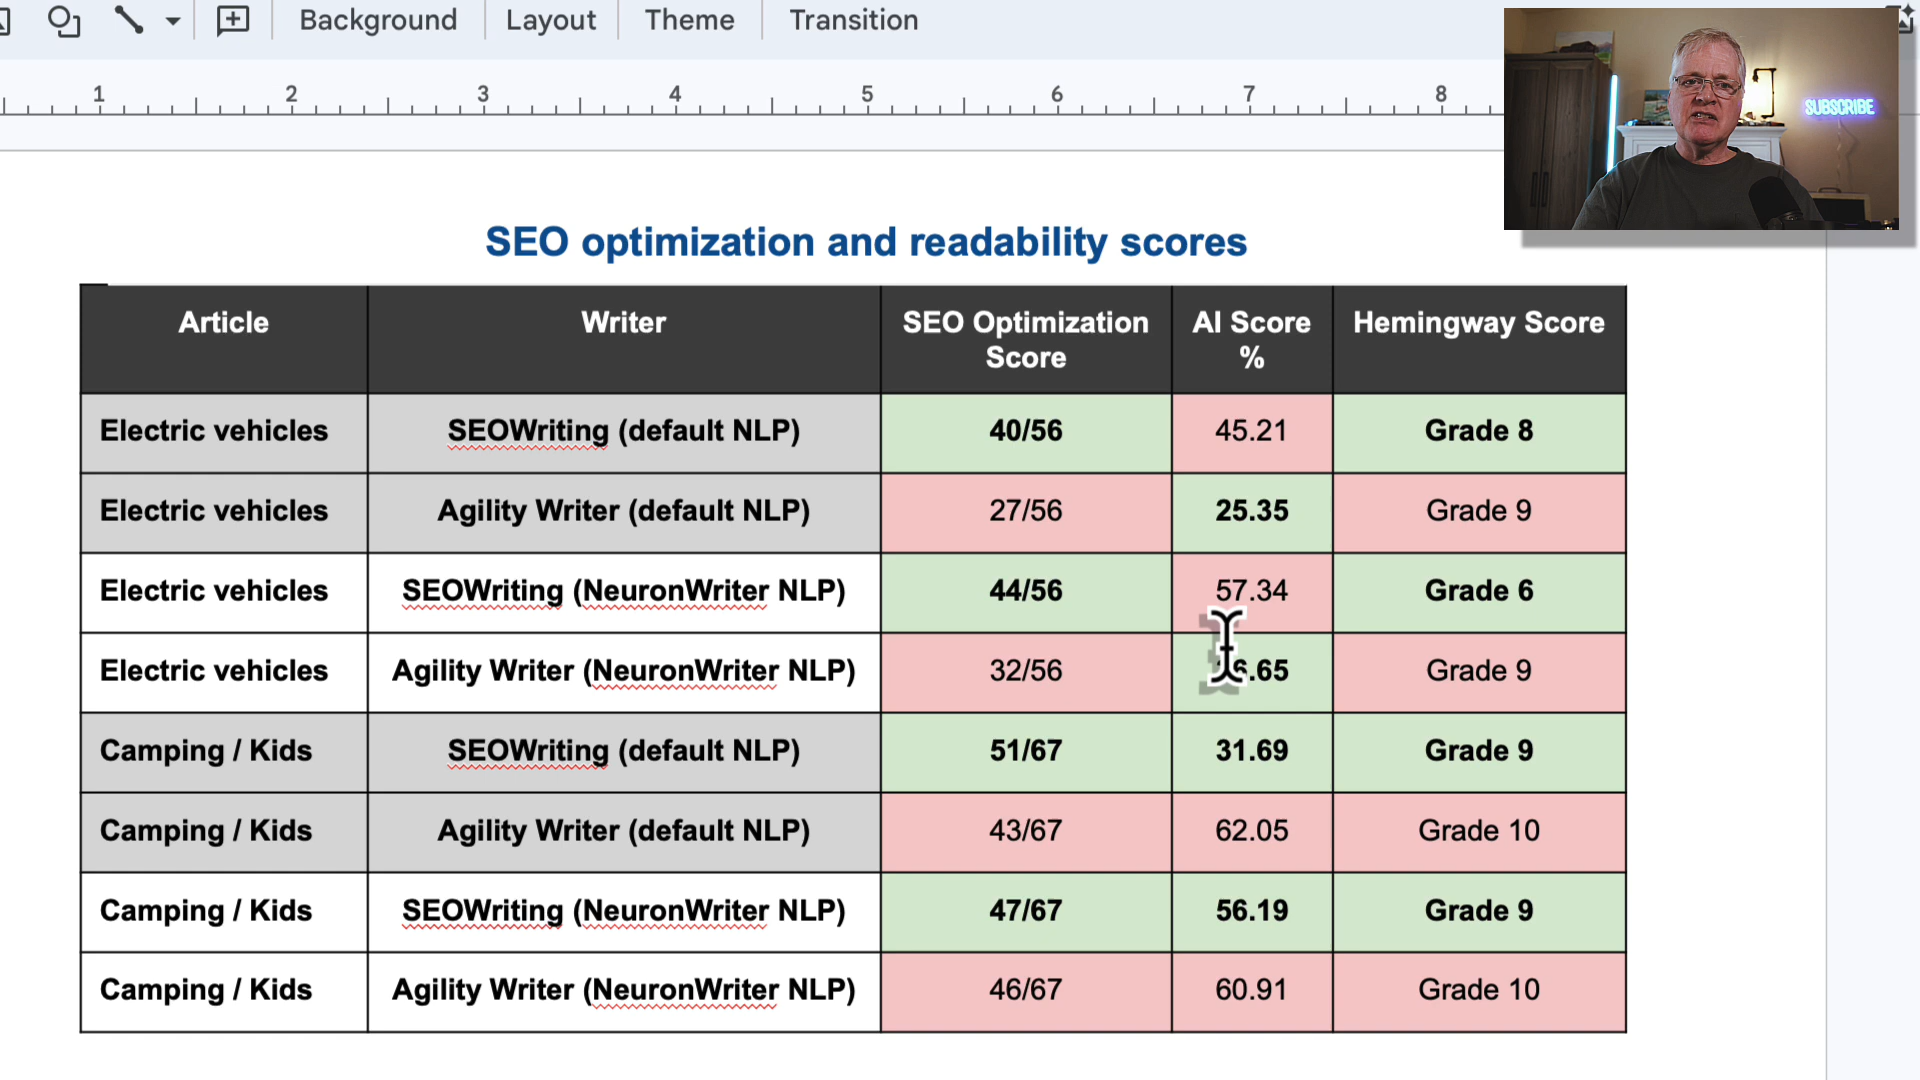 Background Layout Theme Transition
1 2 3 4 5 6 7 8
SUBSCRIBE
SEO optimization and readability scores
Article Writer SEO Optimization Score AI Score % Hemingway Score
Electric vehicles SEOWriting (default NLP) 40/56 45.21 Grade 8
Electric vehicles Agility Writer (default NLP) 27/56 25.35 Grade 9
Electric vehicles SEOWriting (NeuronWriter NLP) 44/56 57.34 Grade 6
Electric vehicles Agility Writer (NeuronWriter NLP) 32/56 Grade 9
Camping / Kids SEOWriting (default NLP) 51/67 31.69 Grade 9
Camping / Kids Agility Writer (default NLP) 43/67 62.05 Grade 10
Camping / Kids SEOWriting (NeuronWriter NLP) 47/67 56.19 Grade 9
Camping / Kids Agility Writer (NeuronWriter NLP) 46/67 60.91 Grade 10